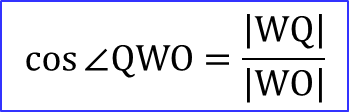 cos ∠QWO = |WQ| / |WO|